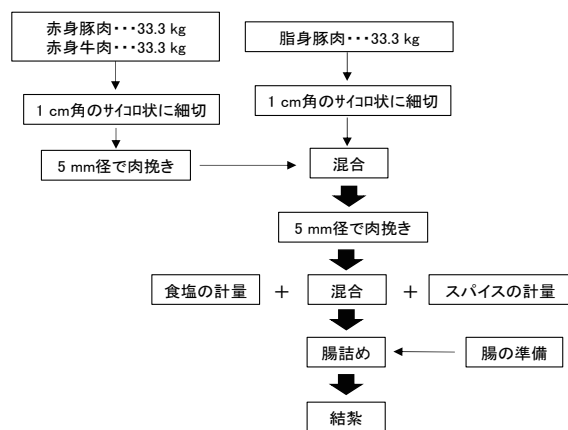 赤身豚肉・・・33.3 kg
赤身牛肉・・・33.3 kg
脂身豚肉・・・33.3 kg
1 cm角のサイコロ状に細切
1 cm角のサイコロ状に細切
5 mm径で肉挽き
混合
5 mm径で肉挽き
食塩の計量
+
混合
+
スパイスの計量
腸詰め
腸の準備
結紮